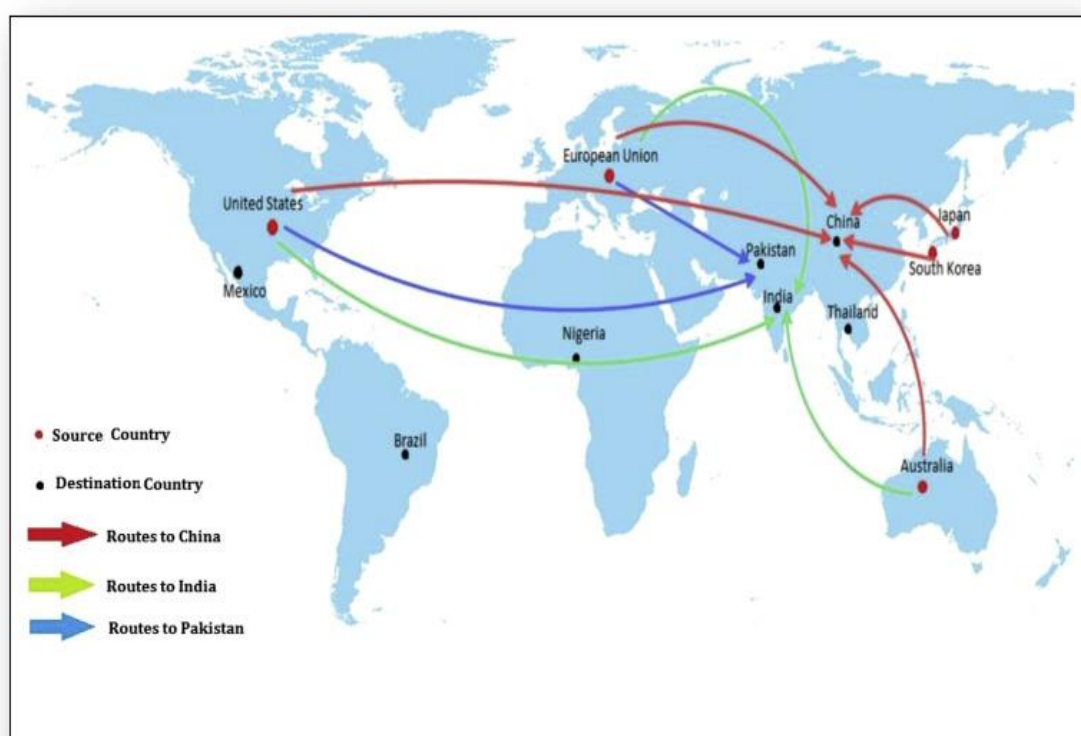 European Union
United States
China
Japan
Pakistan
South Korea
Mexico
India
Thailand
Nigeria
Brazil
Australia
Source Country
Destination Country
Routes to China
Routes to India
Routes to Pakistan